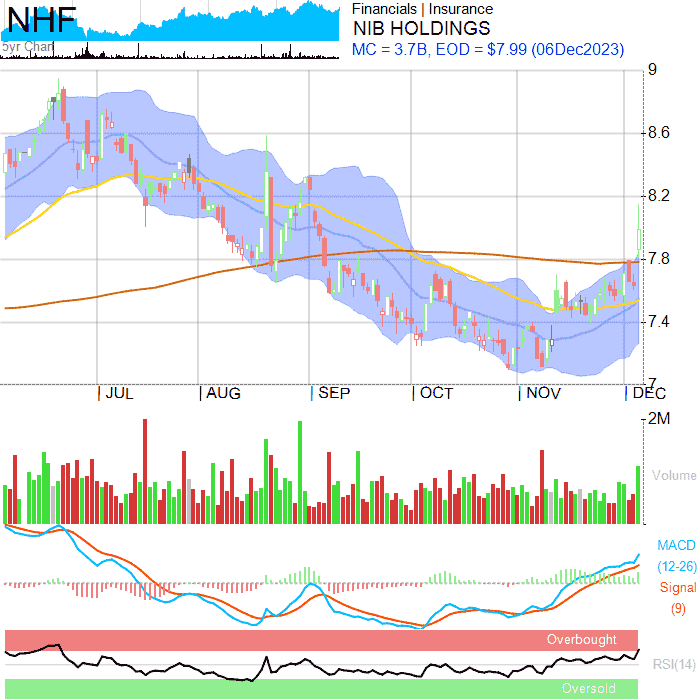 NHF
5yr Chart
Financials | Insurance
NIB HOLDINGS
MC = 3.7B, EOD = $7.99 (06Dec2023)
9
8.6
8.2
7.8
7.4
7
JUL AUG SEP OCT NOV DEC
2M
Volume
MACD
(12-26)
Signal
(9)
Overbought
RSI(14)
Oversold